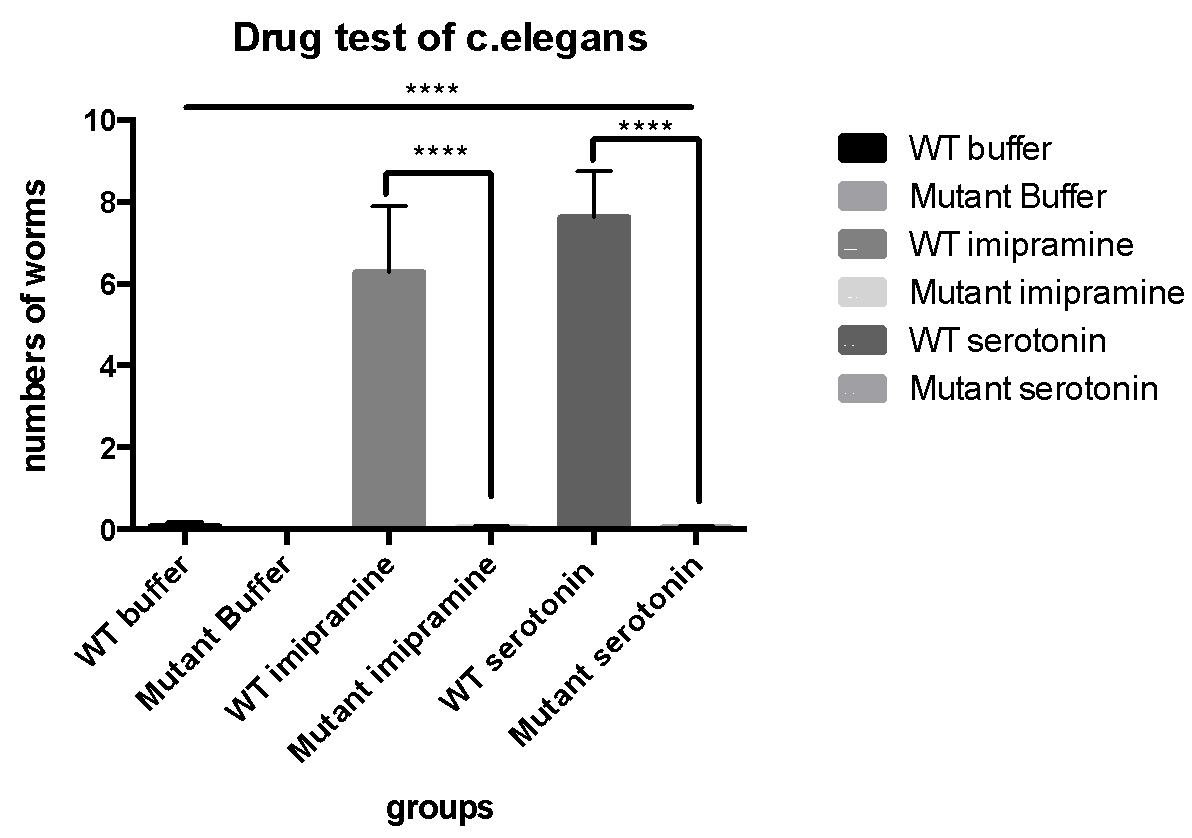 Drug test of c.elegans
****
****
****
10
8
6
4
2
0
numbers of worms
WT buffer
Mutant Buffer
WT imipramine
Mutant imipramine
WT serotonin
Mutant serotonin
groups
WT buffer
Mutant Buffer
WT imipramine
Mutant imipramine
WT serotonin
Mutant serotonin